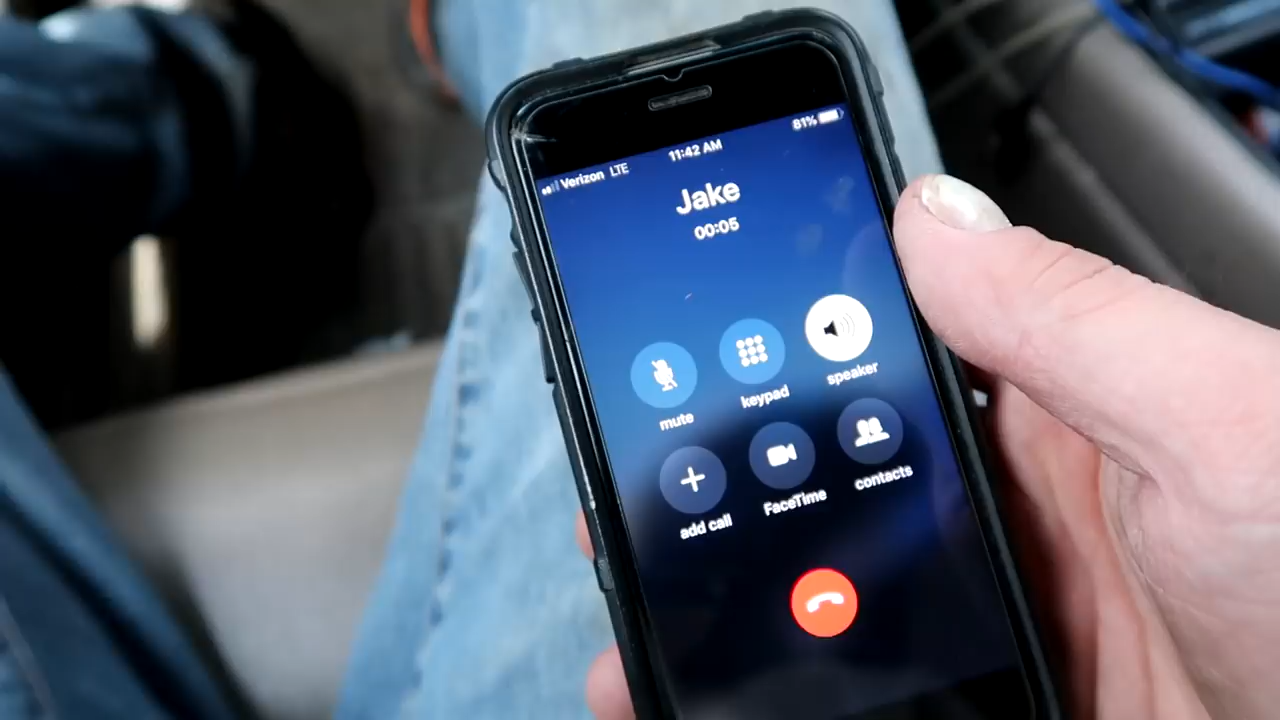 81%
11:42 AM
Verizon LTE
Jake
00:05
mute
keypad
speaker
add call
FaceTime
contacts